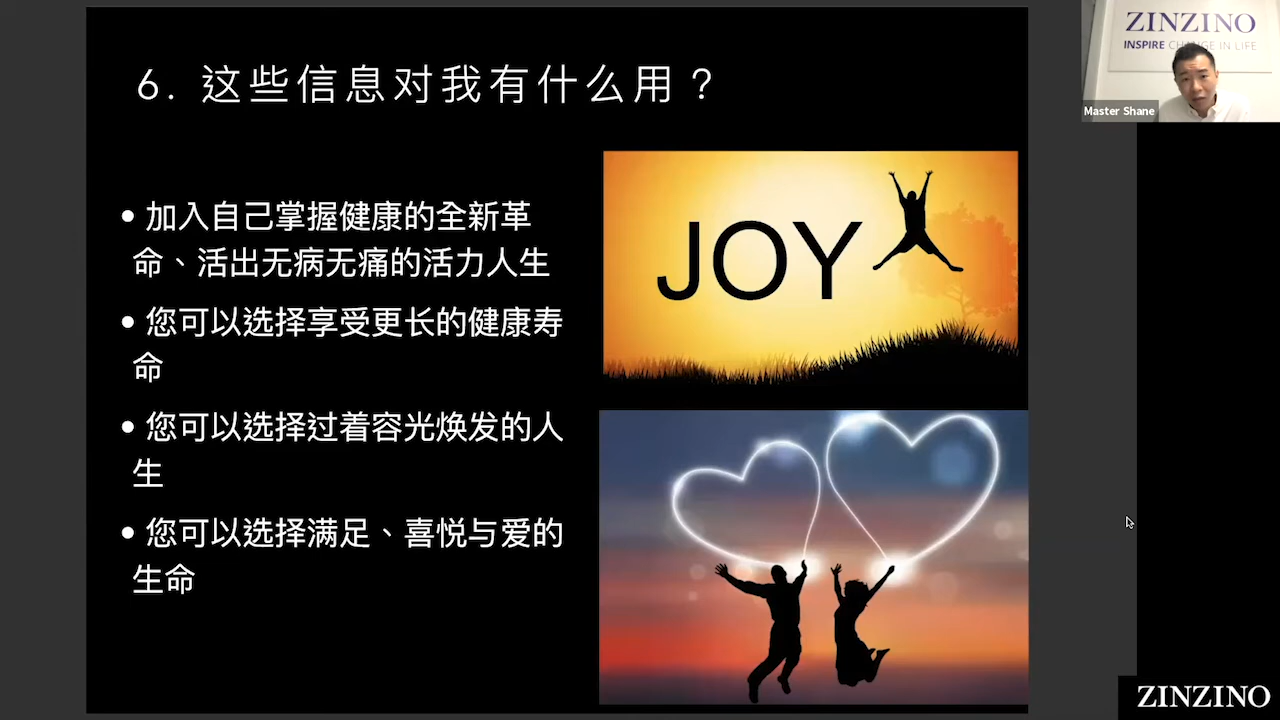 6. 这些信息对我有什么用？
• 加入自己掌握健康的全新革
命、活出无病无痛的活力人生
• 您可以选择享受更长的健康寿
命
• 您可以选择过着容光焕发的人
生
• 您可以选择满足、喜悦与爱的
生命
JOY
ZINZINO
INSPIRE CHANGE IN LIFE
Master Shane
ZINZINO